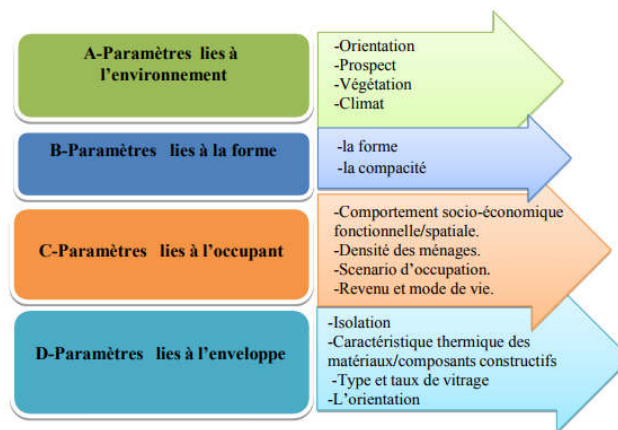 A-Paramètres lies à
l'environnement
-Orientation
-Prospect
-Végétation
-Climat
B-Paramètres lies à la forme
-la forme
-la compacité
C-Paramètres lies à l'occupant
-Comportement socio-économique
fonctionnelle/spatiale.
-Densité des ménages.
-Scenario d'occupation.
-Revenu et mode de vie.
D-Paramètres lies à l'enveloppe
-Isolation
-Caractéristique thermique des
matériaux/composants constructifs
-Type et taux de vitrage
-L'orientation